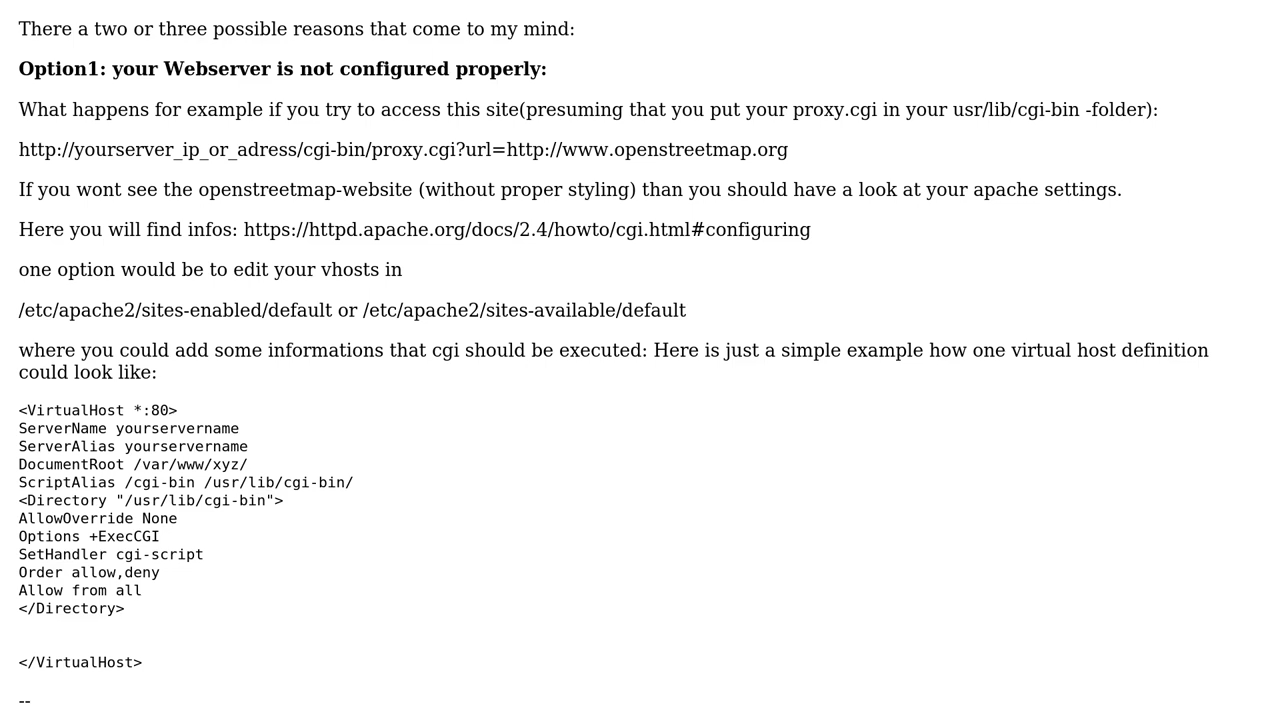 There a two or three possible reasons that come to my mind:
Option1: your Webserver is not configured properly:
What happens for example if you try to access this site(presuming that you put your proxy.cgi in your usr/lib/cgi-bin -folder):
http://yourserver_ip_or_adress/cgi-bin/proxy.cgi?url=http://www.openstreetmap.org
If you wont see the openstreetmap-website (without proper styling) than you should have a look at your apache settings.
Here you will find infos: https://httpd.apache.org/docs/2.4/howto/cgi.html#configuring
one option would be to edit your vhosts in
/etc/apache2/sites-enabled/default or /etc/apache2/sites-available/default
where you could add some informations that cgi should be executed: Here is just a simple example how one virtual host definition
could look like:
<VirtualHost *:80>
ServerName yourservername
ServerAlias yourservername
DocumentRoot /var/www/xyz/
ScriptAlias /cgi-bin /usr/lib/cgi-bin/
<Directory "/usr/lib/cgi-bin">
AllowOverride None
Options +ExecCGI
SetHandler cgi-script
Order allow,deny
Allow from all
</Directory>
</VirtualHost>
--